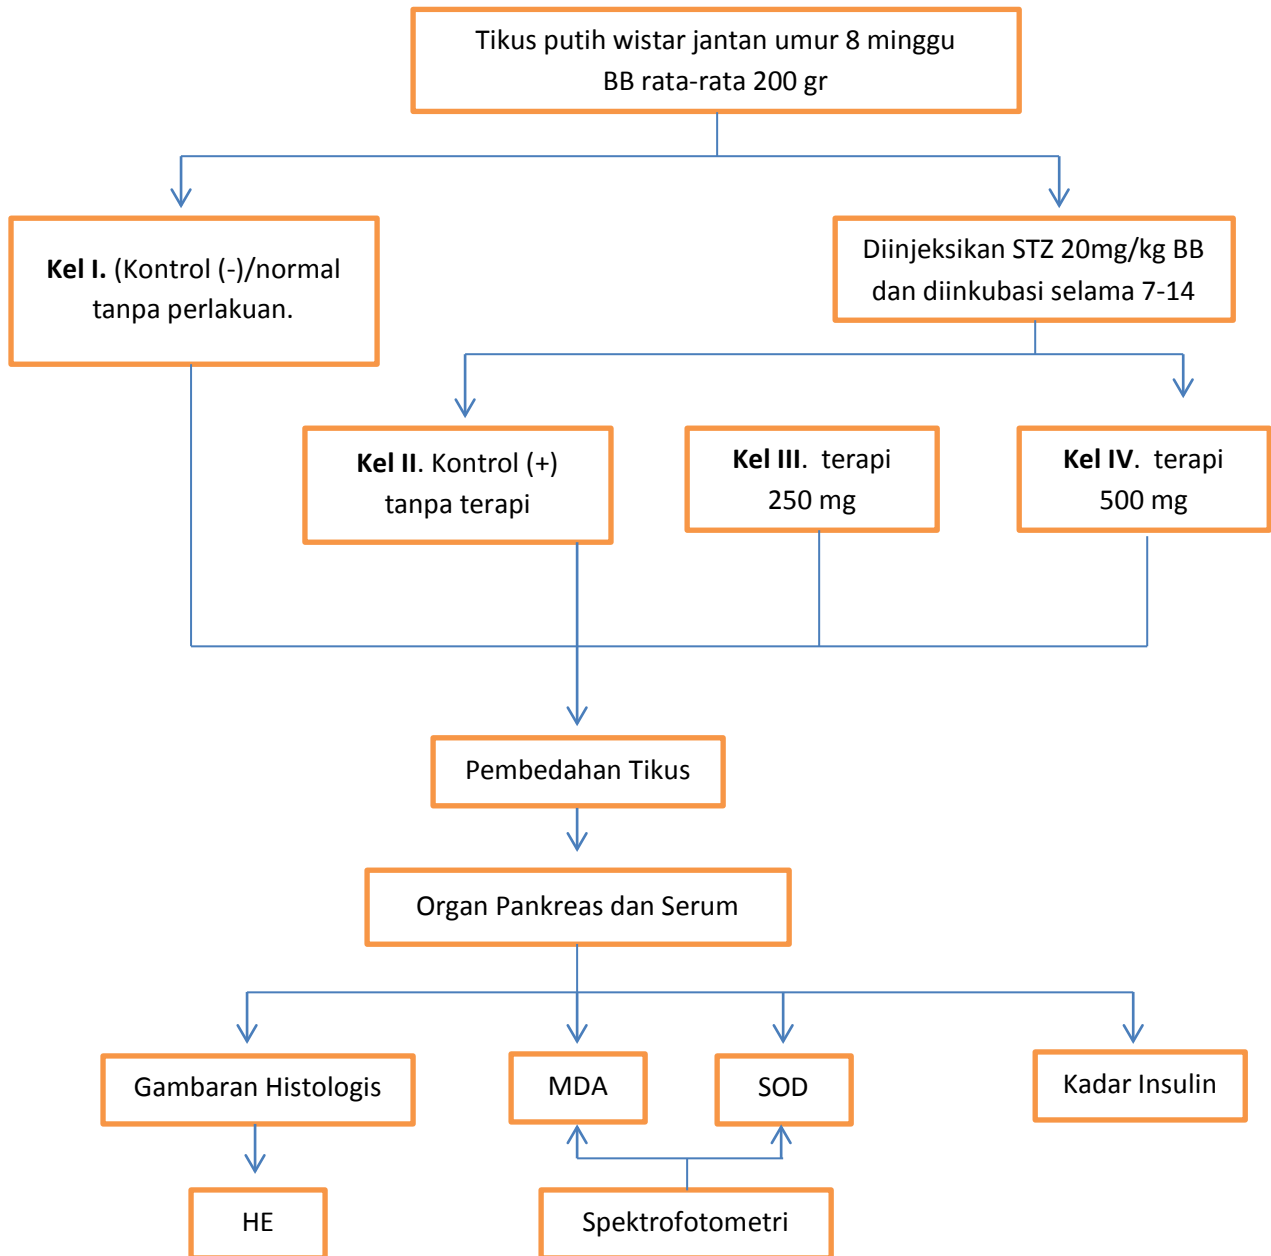 Tikus putih wistar jantan umur 8 minggu
BB rata-rata 200 gr
Kel I. (Kontrol (-)/normal
tanpa perlakuan.
Diinjeksikan STZ 20mg/kg BB
dan diinkubasi selama 7-14
Kel II. Kontrol (+)
tanpa terapi
Kel III. terapi
250 mg
Kel IV. terapi
500 mg
Pembedahan Tikus
Organ Pankreas dan Serum
Gambaran Histologis
MDA
SOD
Kadar Insulin
HE
Spektrofotometri